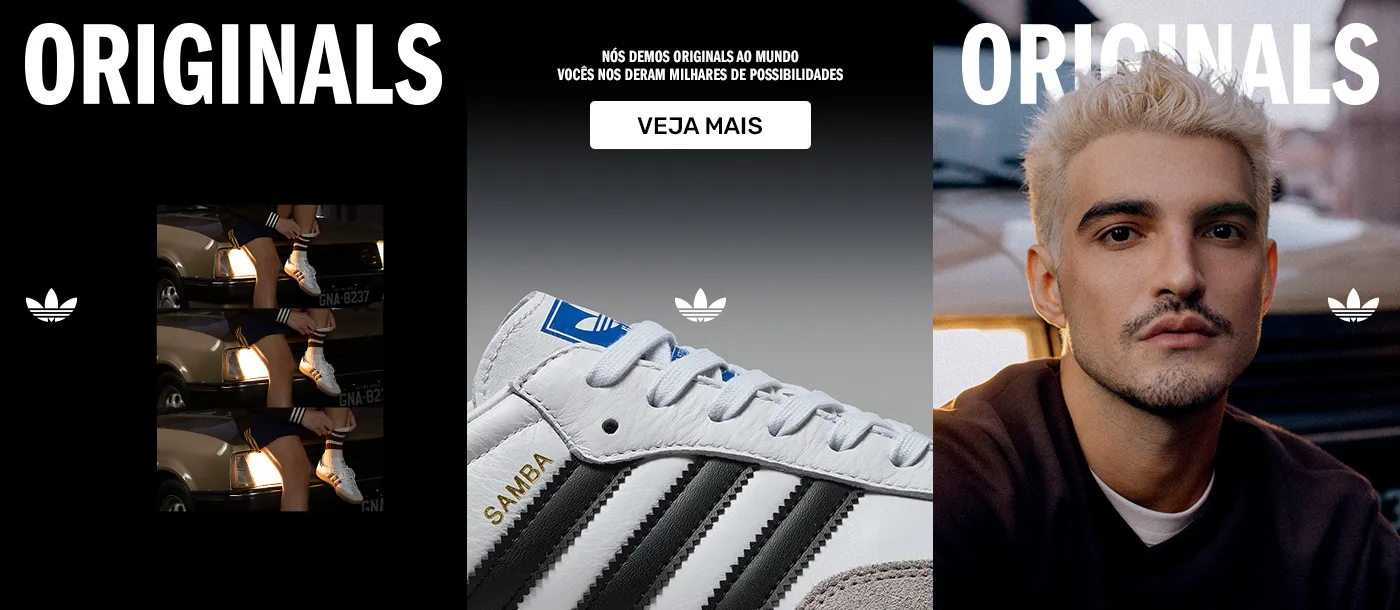 ORIGINALS
GNA-8237
GNA-82
GNA
NÓS DEMOS ORIGINALS AO MUNDO
VOCÊS NOS DERAM MILHARES DE POSSIBILIDADES
VEJA MAIS
SAMBA
ORIGINALS